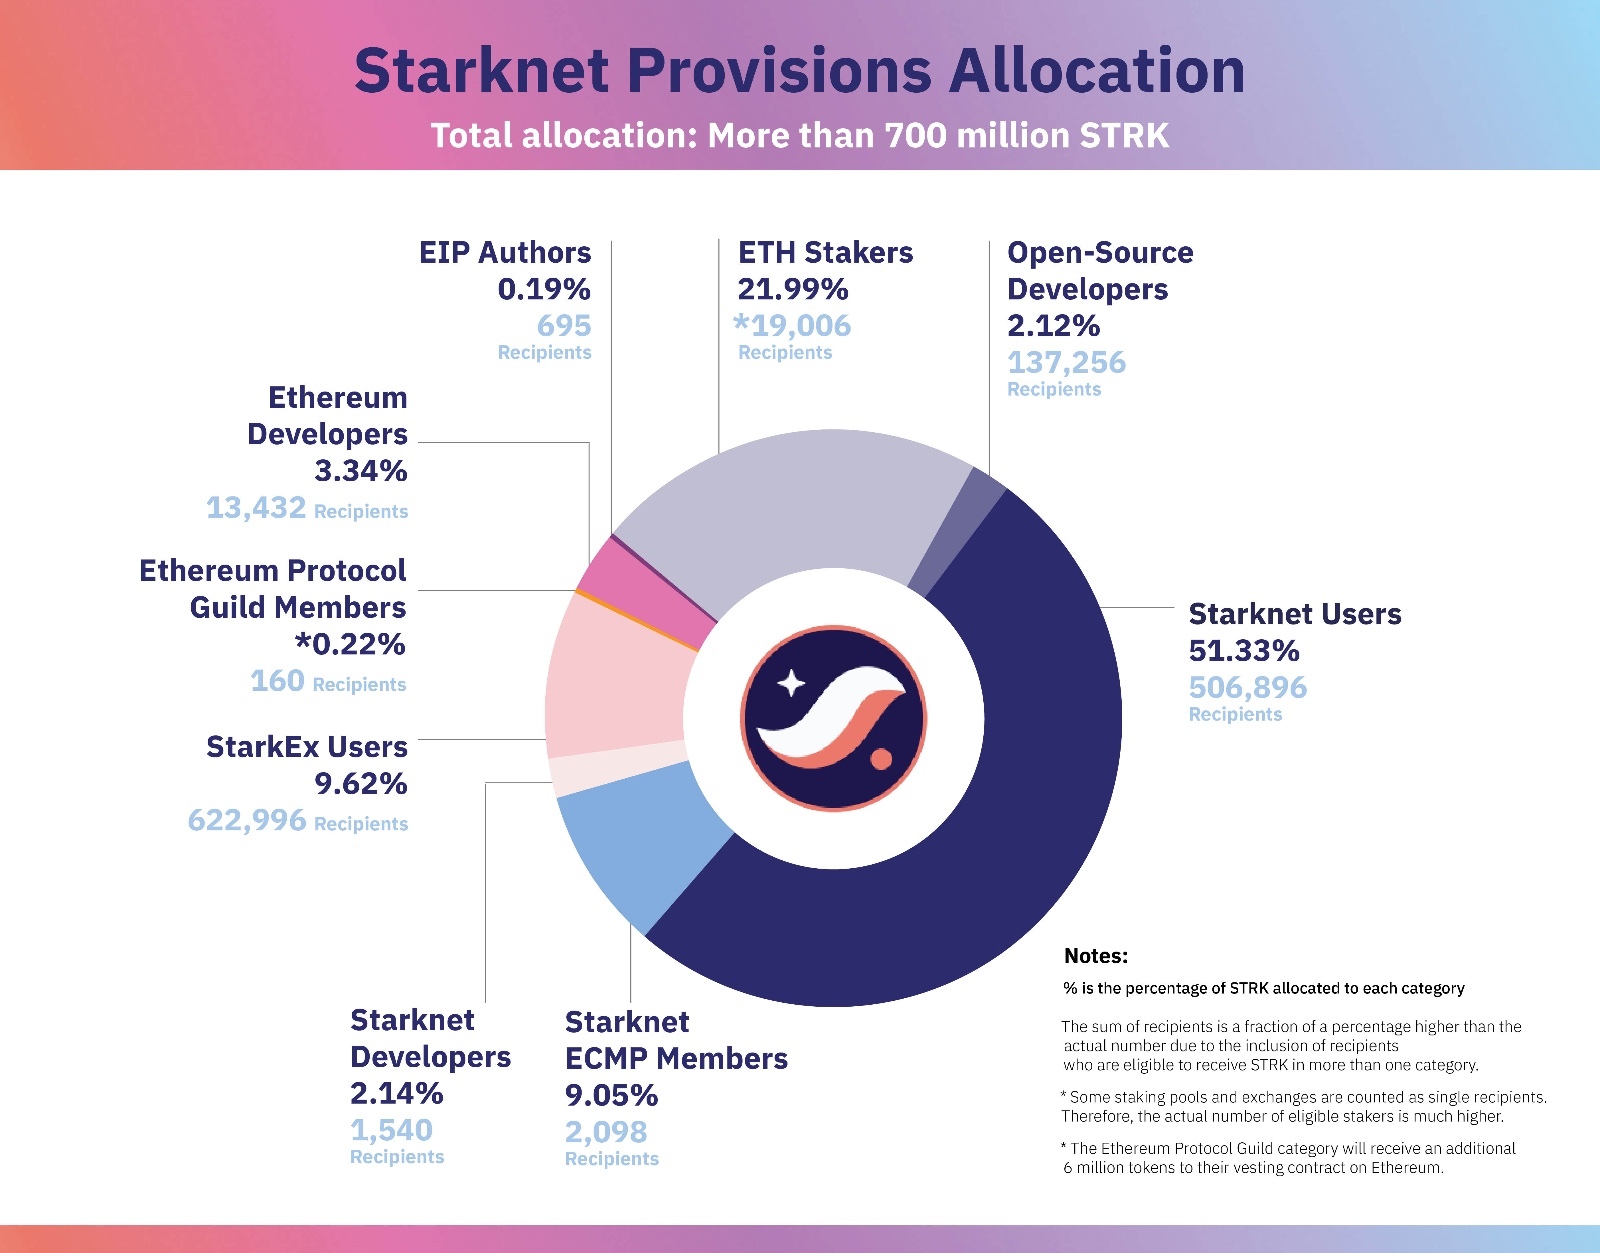 Starknet Provisions Allocation
Total allocation: More than 700 million STRK
EIP Authors
0.19%
695
Recipients
ETH Stakers
21.99%
*19,006
Recipients
Open-Source
Developers
2.12%
137,256
Recipients
Ethereum
Developers
3.34%
13,432 Recipients
Ethereum Protocol
Guild Members
*0.22%
160 Recipients
StarkEx Users
9.62%
622,996 Recipients
Starknet Users
51.33%
506,896
Recipients
Starknet
Developers
2.14%
1,540
Recipients
Starknet
ECMP Members
9.05%
2,098
Recipients
Notes:
% is the percentage of STRK allocated to each category
The sum of recipients is a fraction of a percentage higher than the
actual number due to the inclusion of recipients
who are eligible to receive STRK in more than one category.
* Some staking pools and exchanges are counted as single recipients.
Therefore, the actual number of eligible stakers is much higher.
* The Ethereum Protocol Guild category will receive an additional
6 million tokens to their vesting contract on Ethereum.